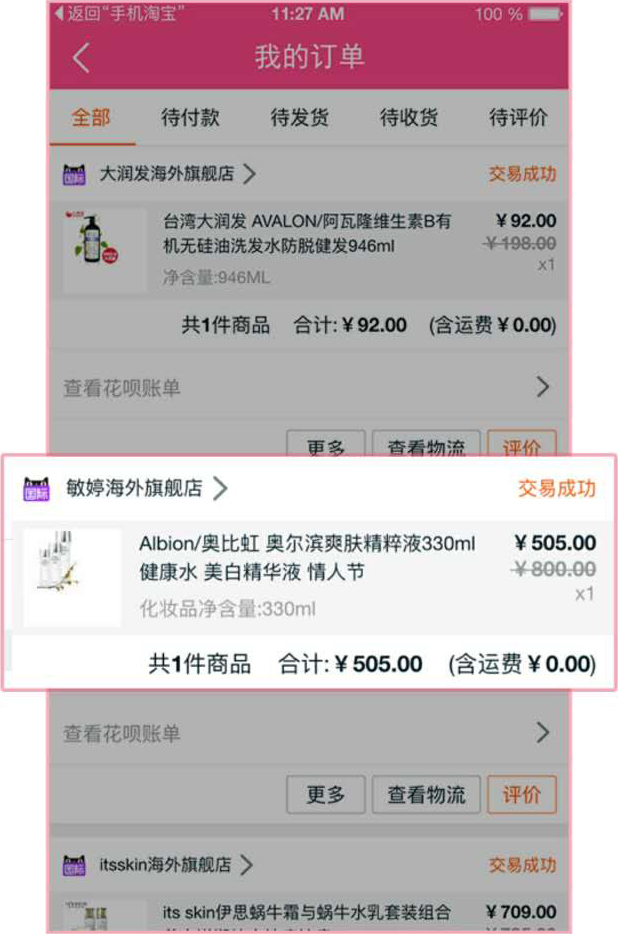 返回“手机淘宝”
11:27 AM
100 %
我的订单
全部 待付款 待发货 待收货 待评价
国际 大润发海外旗舰店 交易成功
台湾大润发 AVALON/阿瓦隆维生素B有 ¥92.00
机无硅油洗发水防脱健发946ml ¥198.00
净含量:946ML x1
共1件商品 合计:¥92.00 (含运费¥0.00)
查看花呗账单
更多 查看物流 评价
国际 敏婷海外旗舰店 交易成功
Albion/奥比虹 奥尔滨爽肤精粹液330ml ¥505.00
健康水 美白精华液 情人节 ¥800.00
化妆品净含量:330ml x1
共1件商品 合计:¥505.00 (含运费¥0.00)
查看花呗账单
更多 查看物流 评价
国际 itsskin海外旗舰店 交易成功
its skin伊思蜗牛霜与蜗牛水乳套装组合 ¥709.00